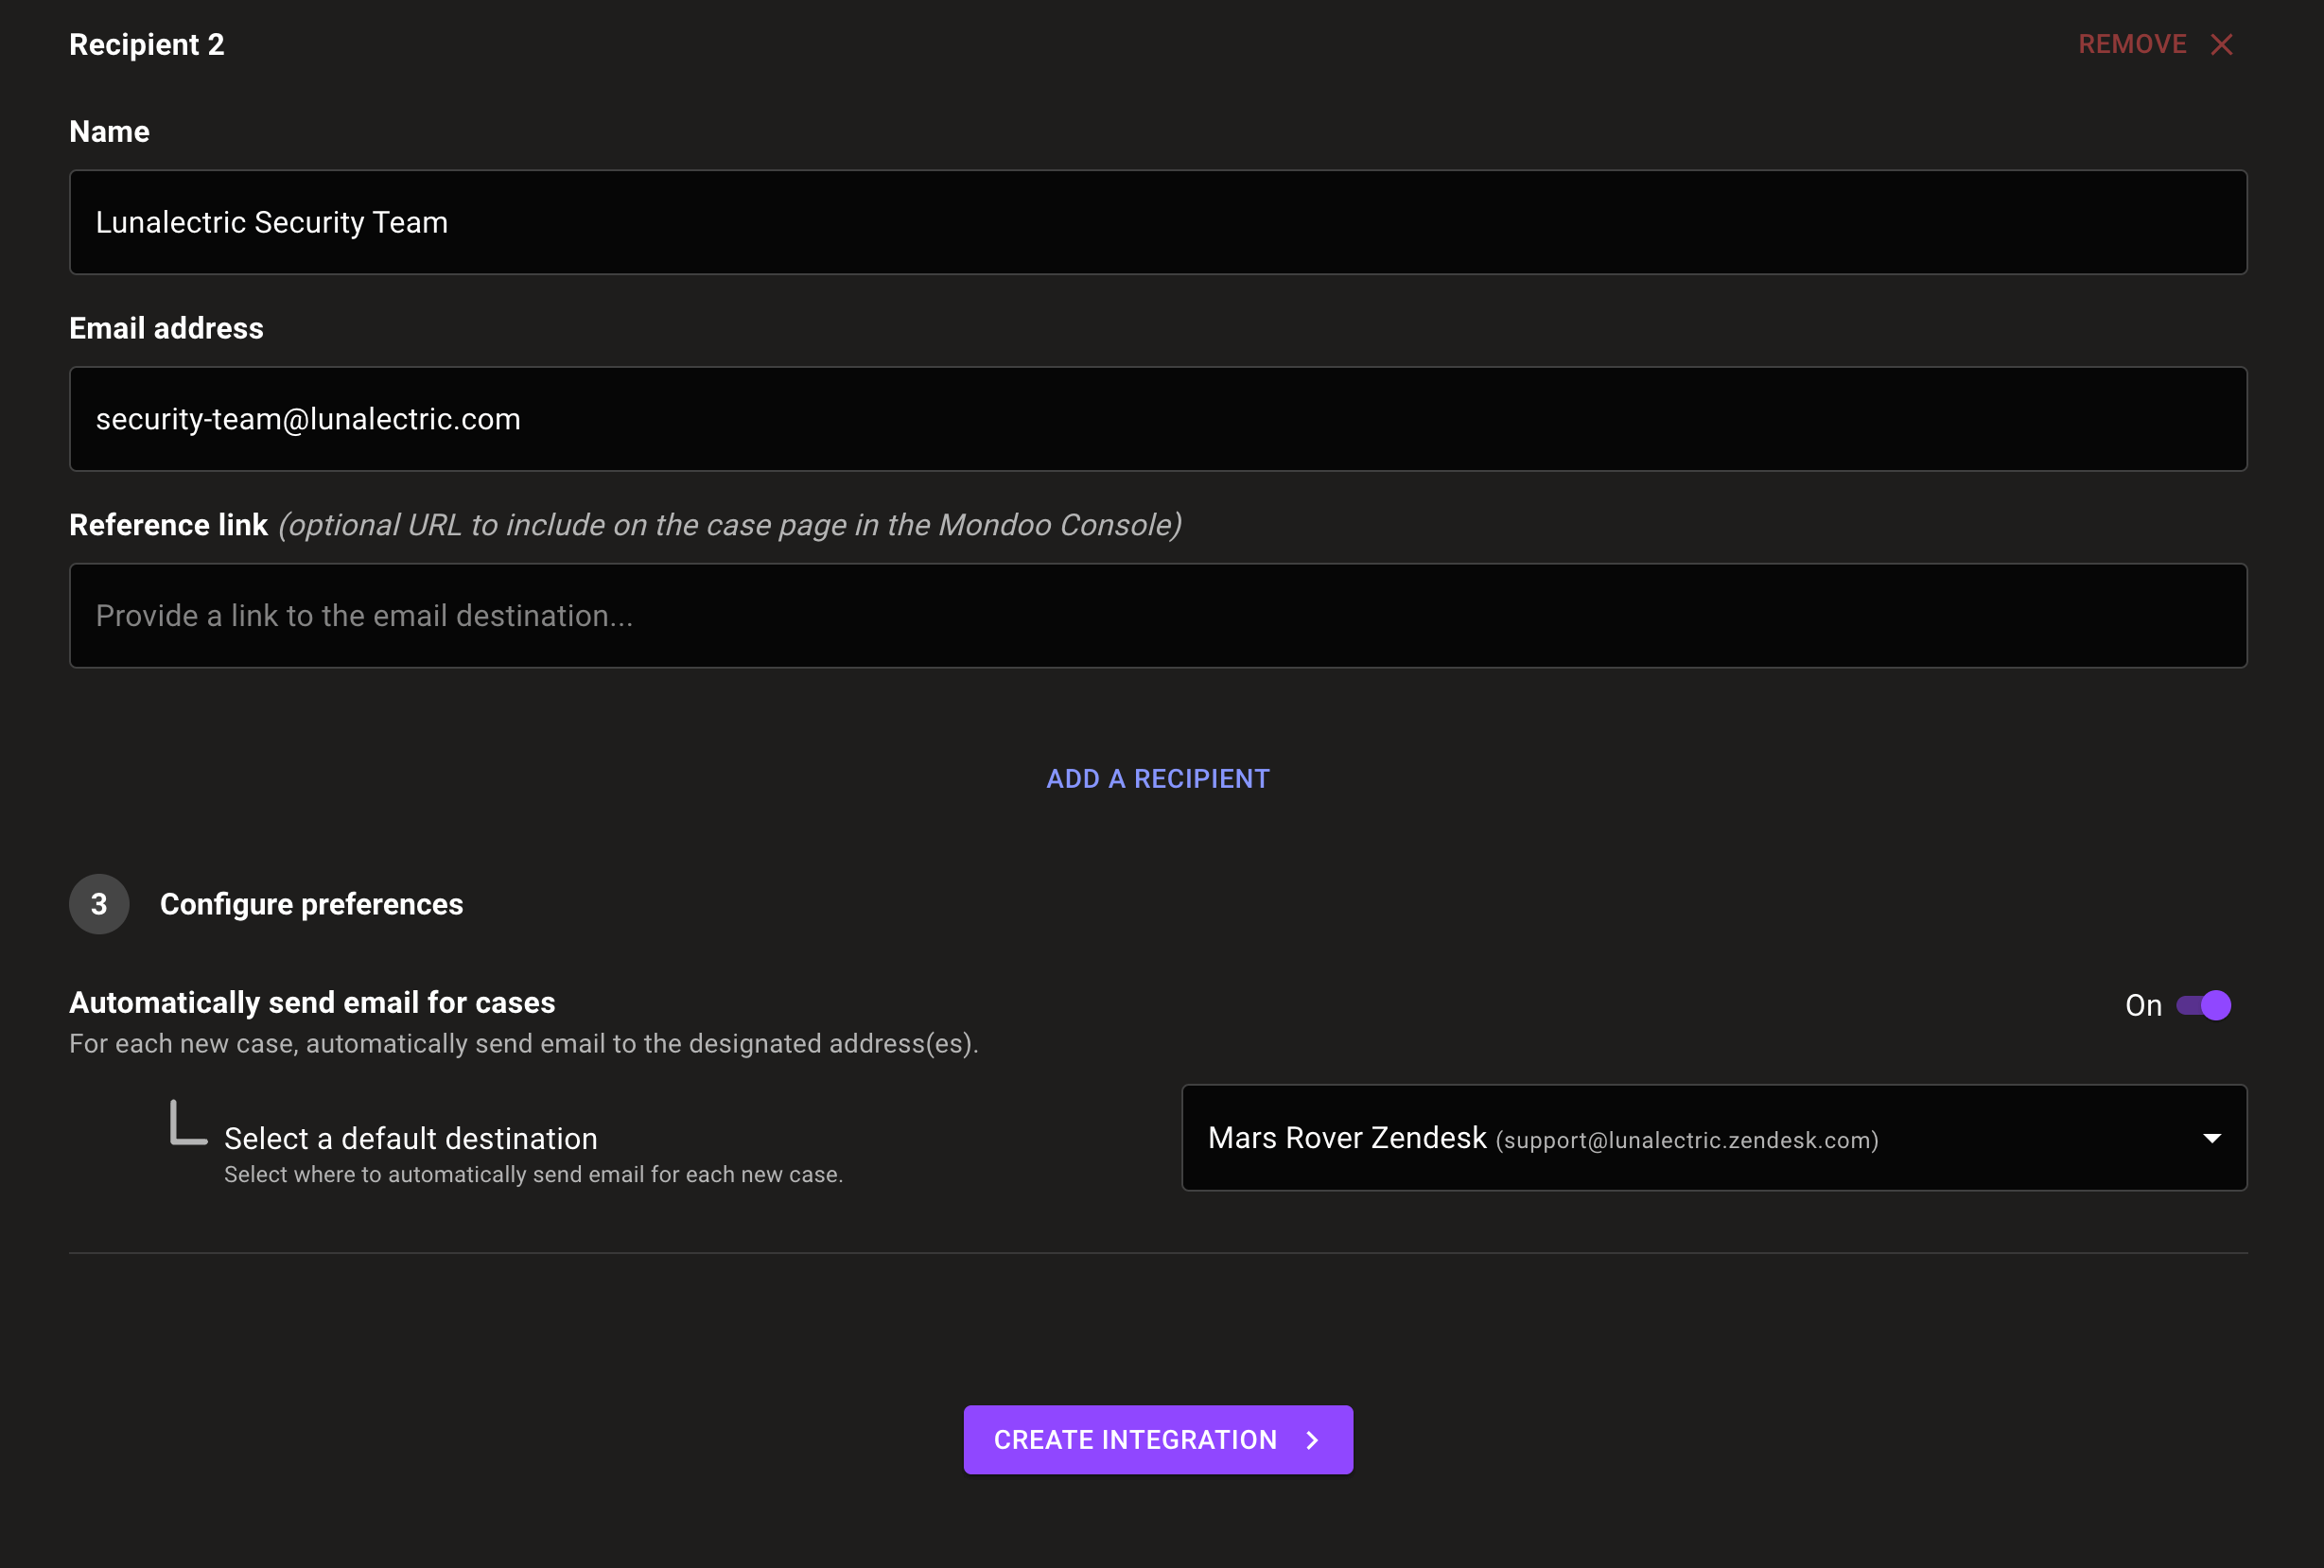 Recipient 2
REMOVE
Name
Lunalectric Security Team
Email address
security-team@lunalectric.com
Reference link (optional URL to include on the case page in the Mondoo Console)
Provide a link to the email destination...
ADD A RECIPIENT
3 Configure preferences
Automatically send email for cases
On
For each new case, automatically send email to the designated address(es).
Select a default destination
Select where to automatically send email for each new case.
Mars Rover Zendesk (support@lunalectric.zendesk.com)
CREATE INTEGRATION